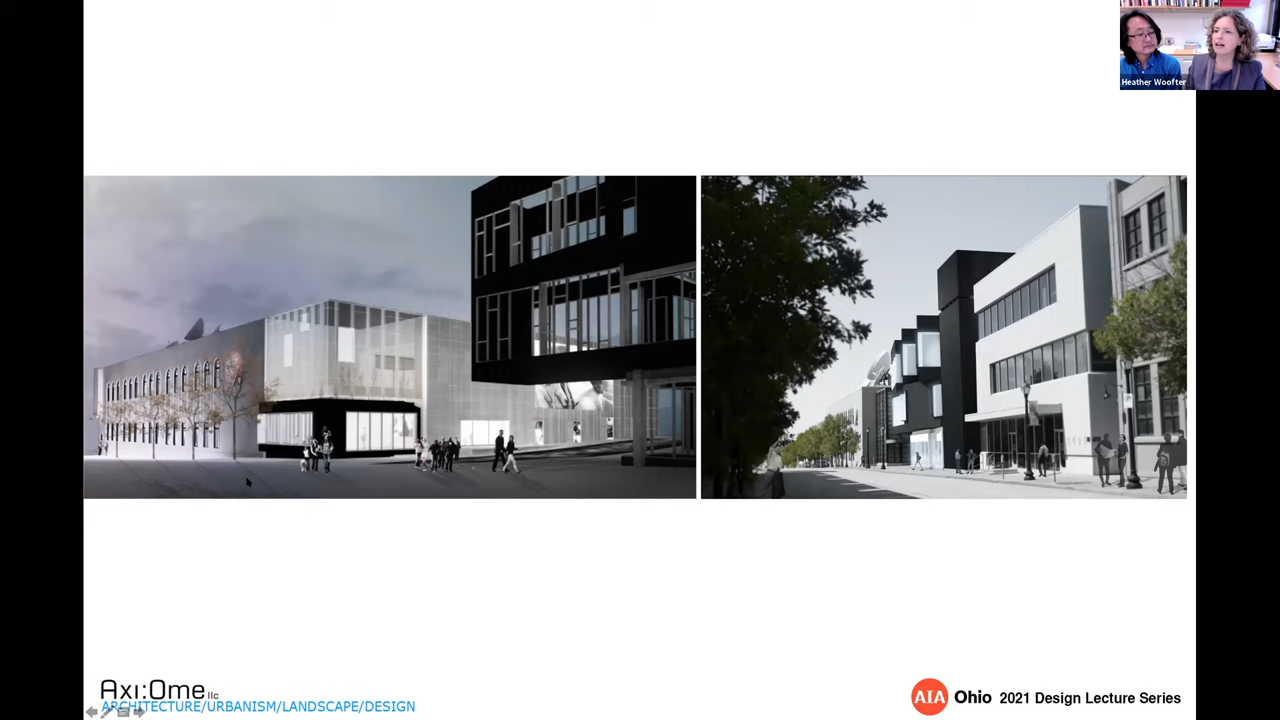 Heather Woofter
Axi:Ome llc
ARCHITECTURE/URBANISM/LANDSCAPE/DESIGN
AIA Ohio 2021 Design Lecture Series